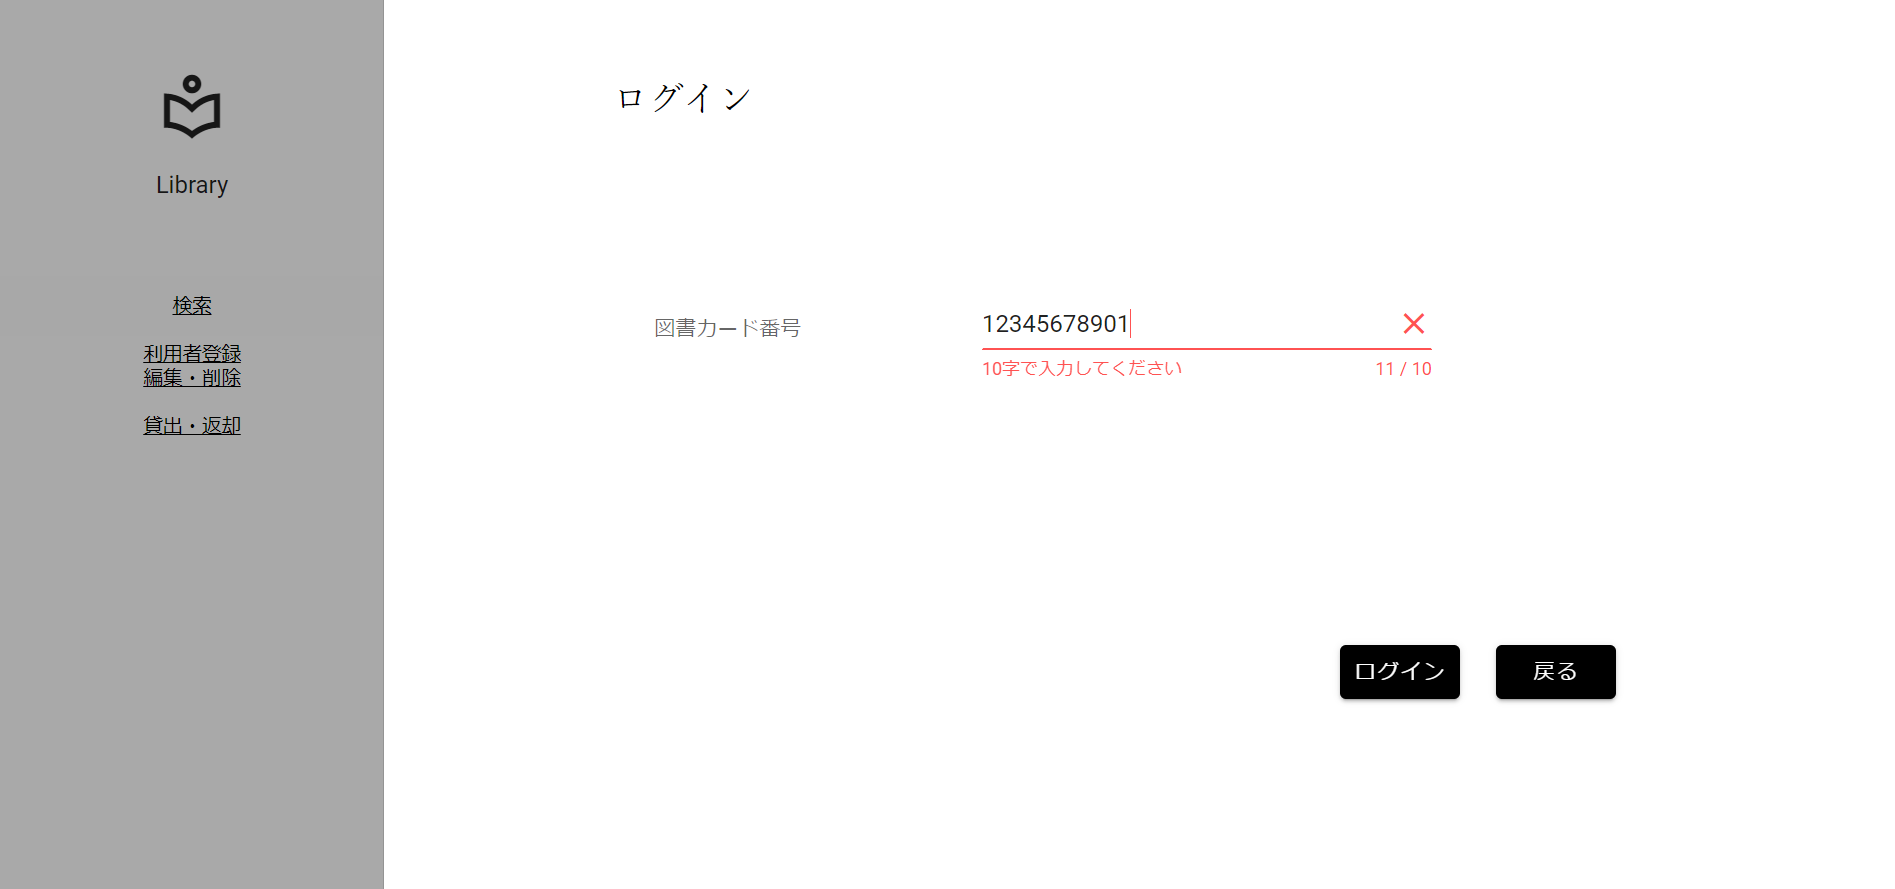 Library
検索
利用者登録
編集・削除
貸出・返却
ログイン
図書カード番号
12345678901
10字で入力してください
11 / 10
ログイン
戻る